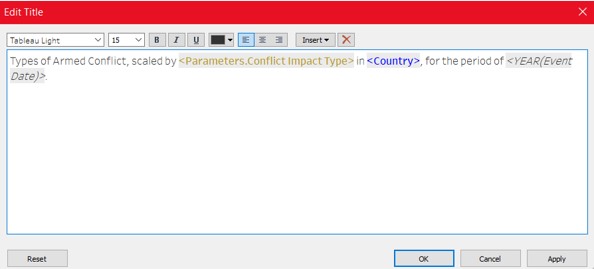 Edit Title
Tableau Light 15 B I U Insert
Types of Armed Conflict, scaled by <Parameters.Conflict Impact Type> in <Country>, for the period of <YEAR(Event
Date)>.
Reset OK Cancel Apply